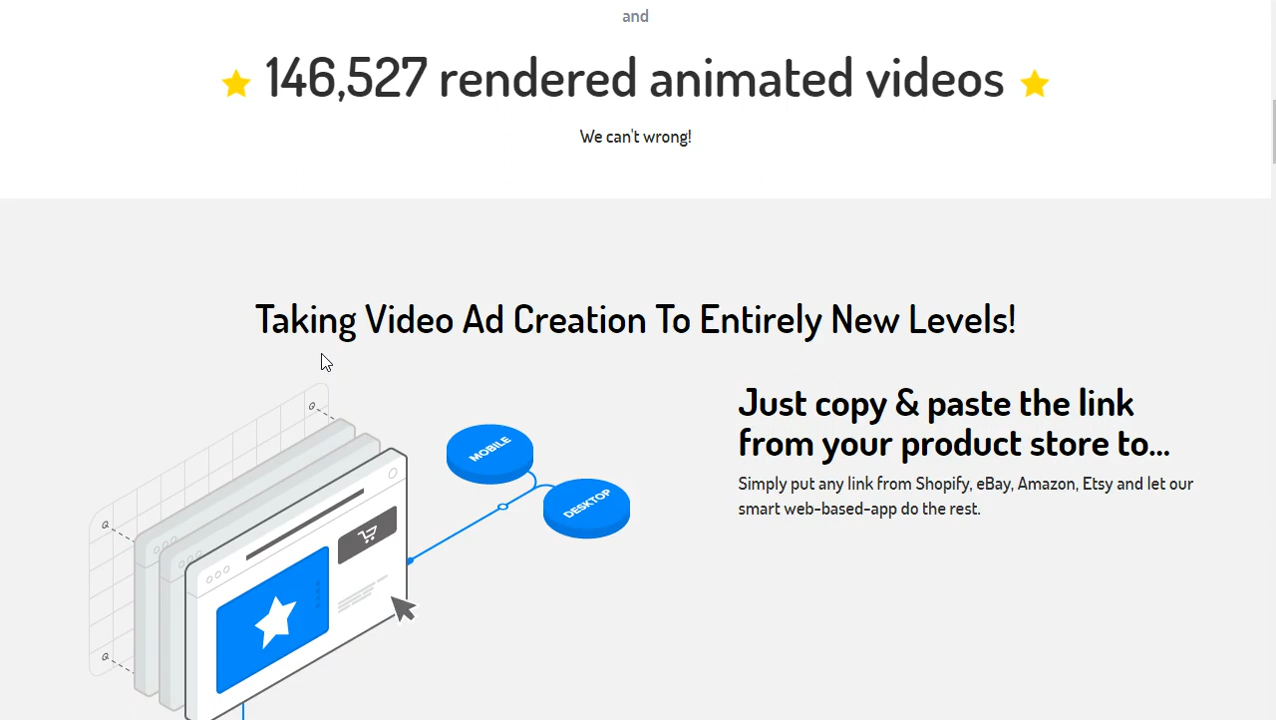 and
146,527 rendered animated videos
We can't wrong!
Taking Video Ad Creation To Entirely New Levels!
Just copy & paste the link
from your product store to...
Simply put any link from Shopify, eBay, Amazon, Etsy and let our
smart web-based-app do the rest.
MOBILE
DESKTOP